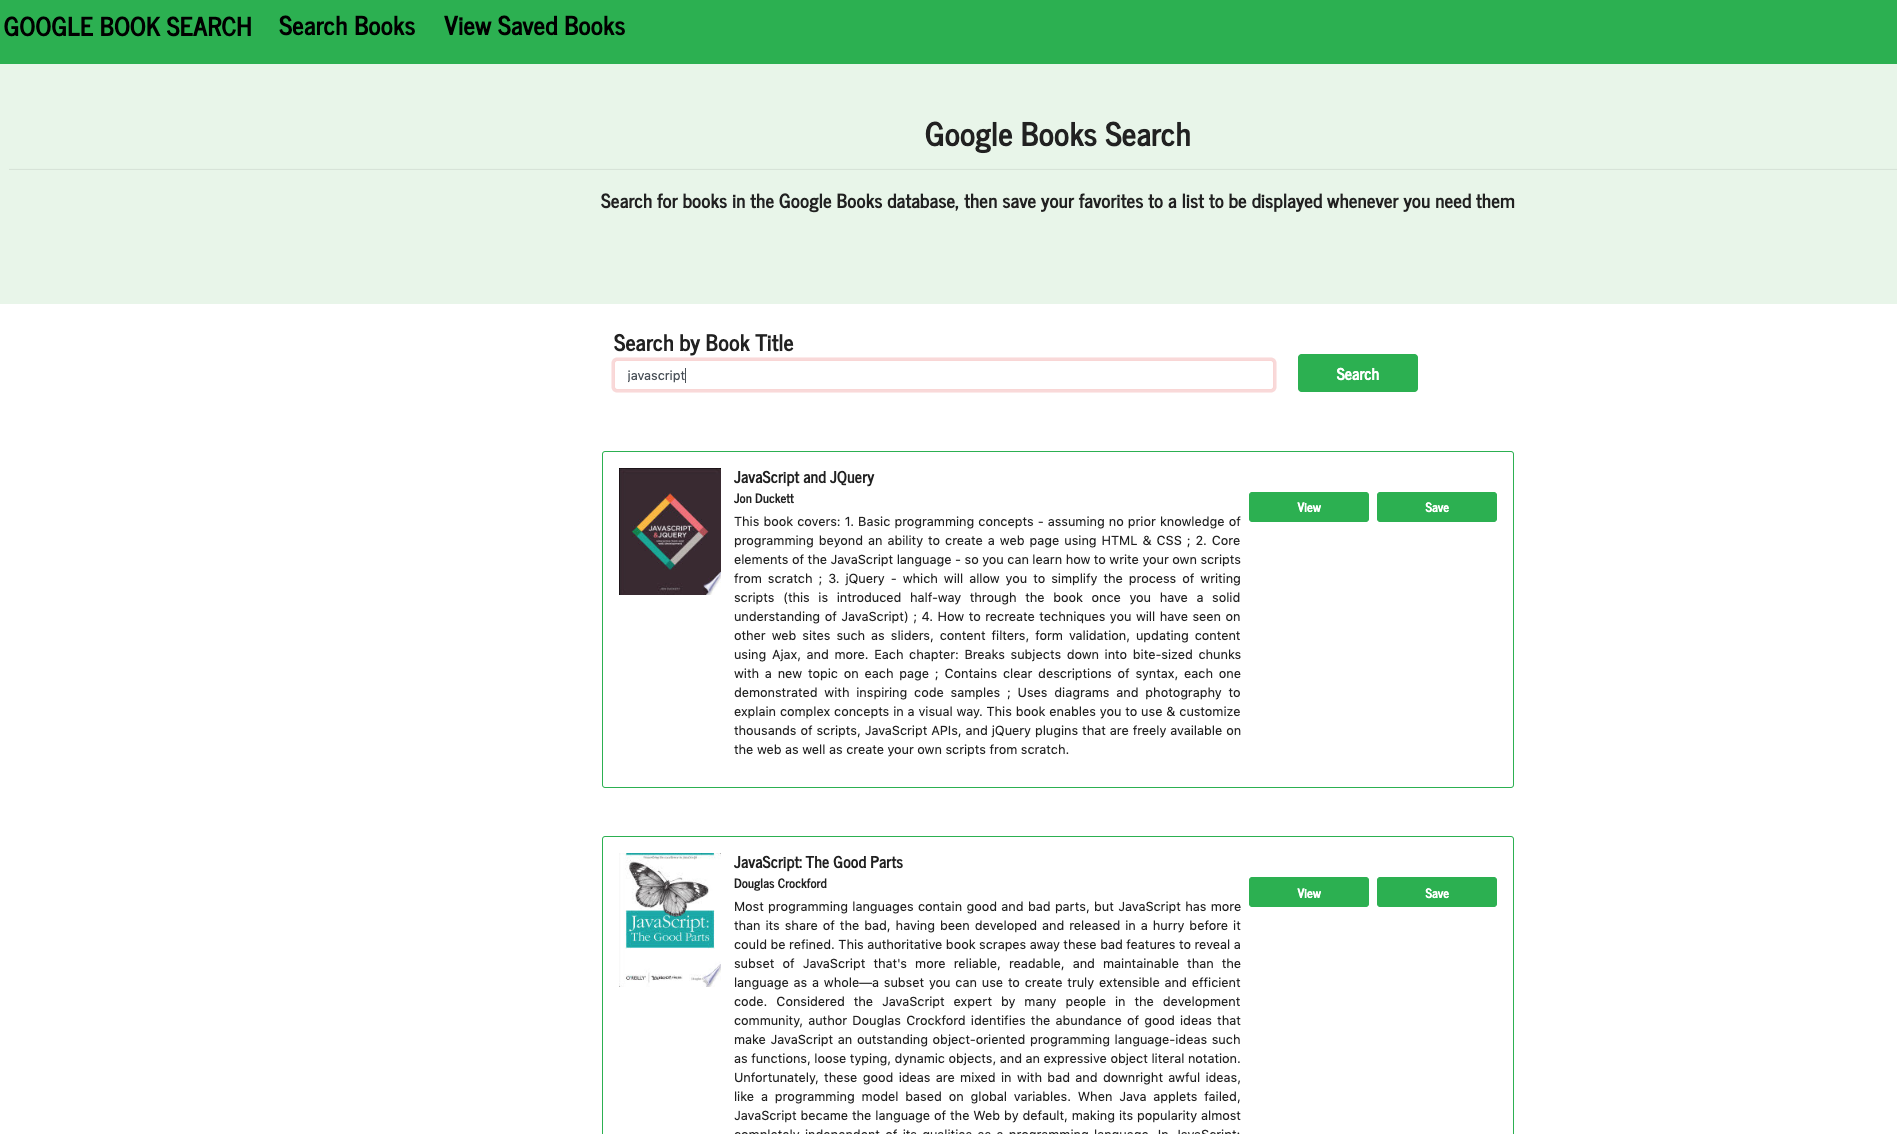 GOOGLE BOOK SEARCH Search Books View Saved Books
Google Books Search
Search for books in the Google Books database, then save your favorites to a list to be displayed whenever you need them
Search by Book Title
javascript
Search
JAVASCRIPT
&JQUERY
JavaScript and JQuery
Jon Duckett
View Save
This book covers: 1. Basic programming concepts - assuming no prior knowledge of
programming beyond an ability to create a web page using HTML & CSS ; 2. Core
elements of the JavaScript language - so you can learn how to write your own scripts
from scratch ; 3. jQuery - which will allow you to simplify the process of writing
scripts (this is introduced half-way through the book once you have a solid
understanding of JavaScript) ; 4. How to recreate techniques you will have seen on
other web sites such as sliders, content filters, form validation, updating content
using Ajax, and more. Each chapter: Breaks subjects down into bite-sized chunks
with a new topic on each page ; Contains clear descriptions of syntax, each one
demonstrated with inspiring code samples ; Uses diagrams and photography to
explain complex concepts in a visual way. This book enables you to use & customize
thousands of scripts, JavaScript APIs, and jQuery plugins that are freely available on
the web as well as create your own scripts from scratch.
JavaScript:
The Good Parts
O'REILLY
JavaScript: The Good Parts
Douglas Crockford
View Save
Most programming languages contain good and bad parts, but JavaScript has more
than its share of the bad, having been developed and released in a hurry before it
could be refined. This authoritative book scrapes away these bad features to reveal a
subset of JavaScript that's more reliable, readable, and maintainable than the
language as a whole—a subset you can use to create truly extensible and efficient
code. Considered the JavaScript expert by many people in the development
community, author Douglas Crockford identifies the abundance of good ideas that
make JavaScript an outstanding object-oriented programming language-ideas such
as functions, loose typing, dynamic objects, and an expressive object literal notation.
Unfortunately, these good ideas are mixed in with bad and downright awful ideas,
like a programming model based on global variables. When Java applets failed,
JavaScript became the language of the Web by default, making its popularity almost
completely independent of its qualities as a programming language. In JavaScript: